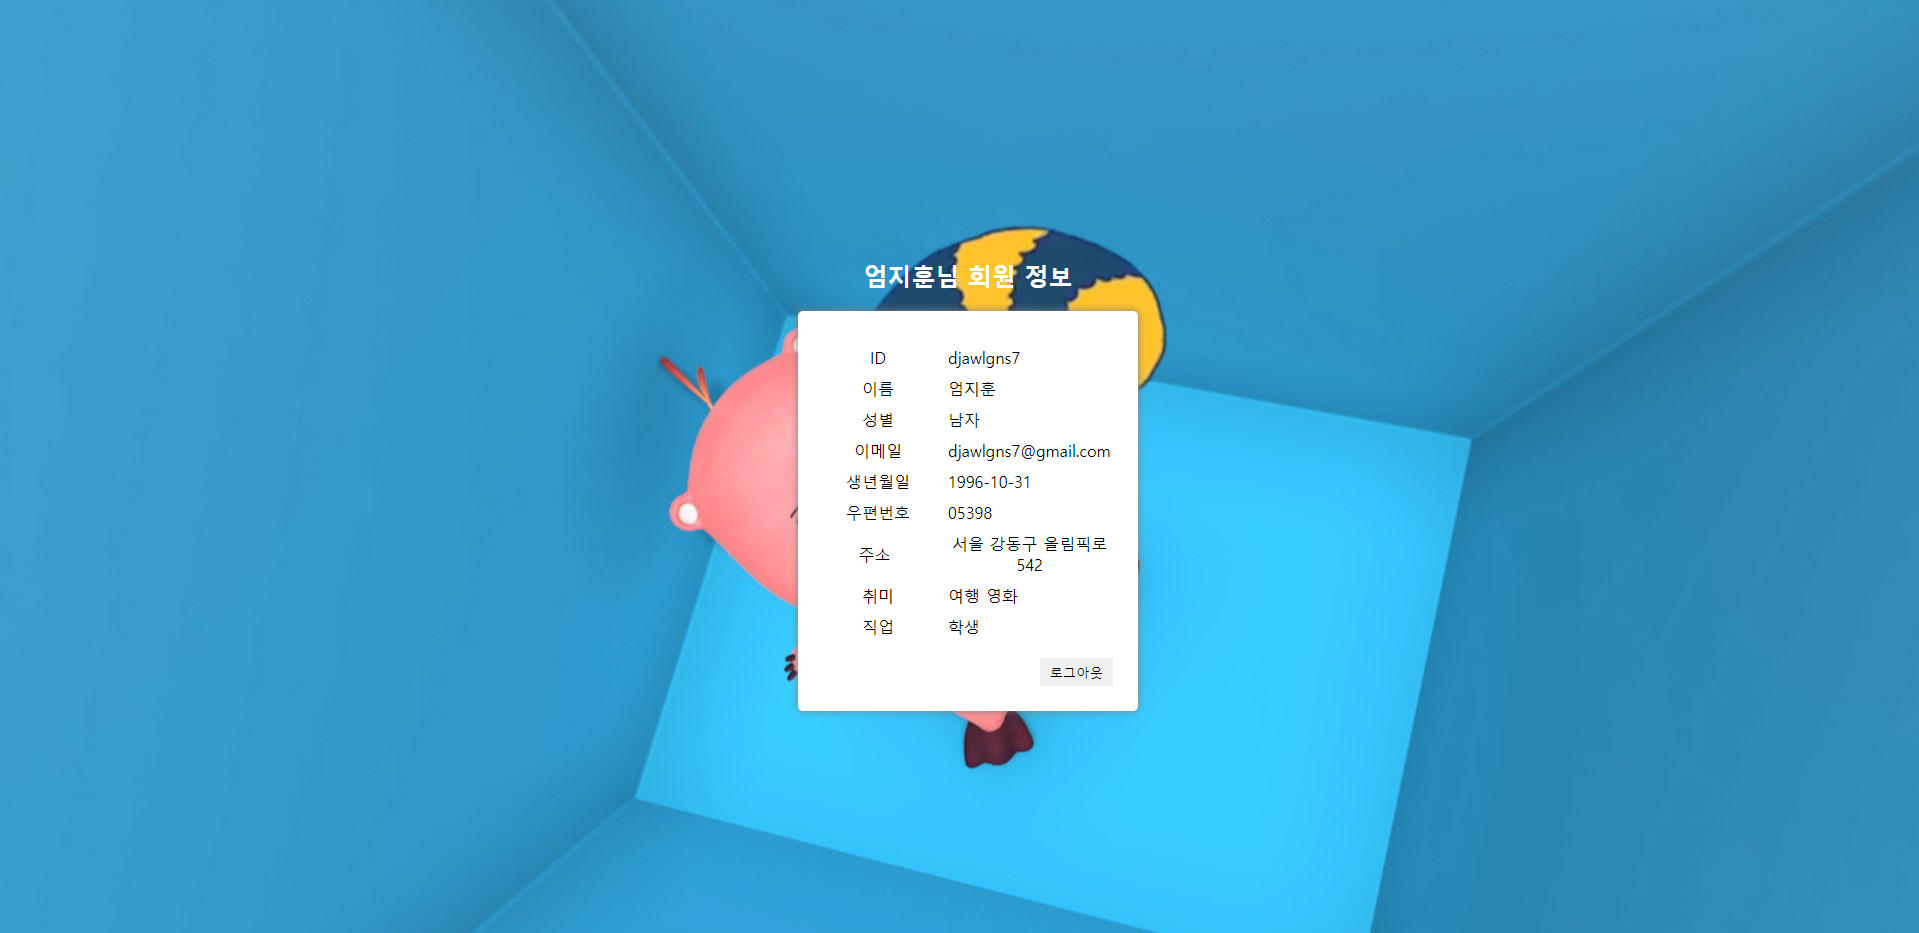 엄지훈님 회원 정보
ID djawlgns7
이름 엄지훈
성별 남자
이메일 djawlgns7@gmail.com
생년월일 1996-10-31
우편번호 05398
주소 서울 강동구 올림픽로
542
취미 여행 영화
직업 학생
로그아웃